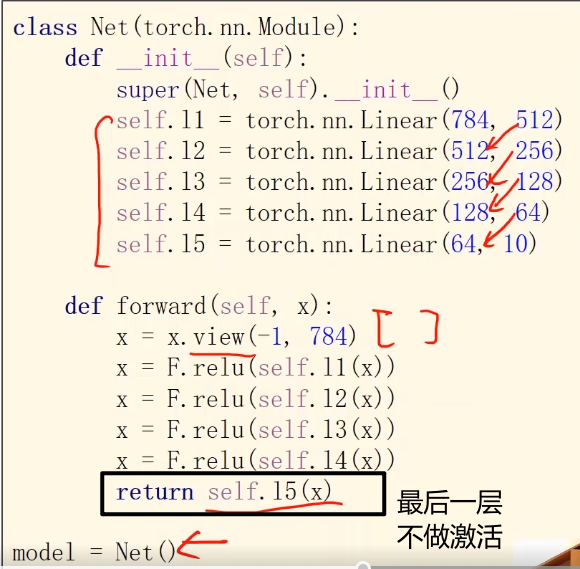 class Net(torch.nn.Module):
def __init__(self):
super(Net, self).__init__()
self.l1 = torch.nn.Linear(784, 512)
self.l2 = torch.nn.Linear(512, 256)
self.l3 = torch.nn.Linear(256, 128)
self.l4 = torch.nn.Linear(128, 64)
self.l5 = torch.nn.Linear(64, 10)
def forward(self, x):
x = x.view(-1, 784) [ ]
x = F.relu(self.l1(x))
x = F.relu(self.l2(x))
x = F.relu(self.l3(x))
x = F.relu(self.l4(x))
return self.l5(x)
最后一层
不做激活
model = Net()